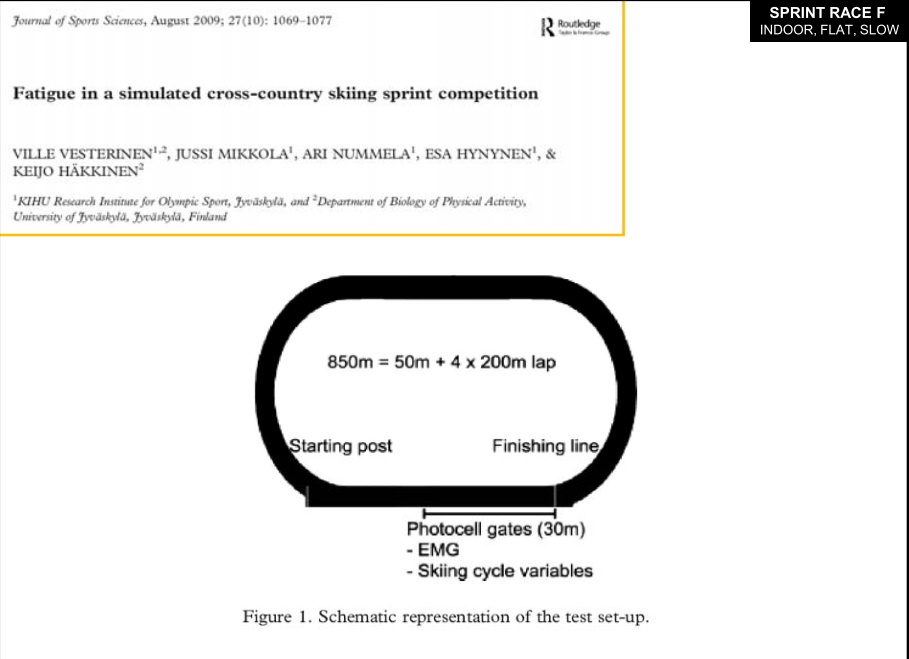 Journal of Sports Sciences, August 2009; 27(10): 1069–1077
Routledge
Taylor & Francis Group
SPRINT RACE F
INDOOR, FLAT, SLOW
Fatigue in a simulated cross-country skiing sprint competition
VILLE VESTERINEN1,2, JUSSI MIKKOLA1, ARI NUMMELA1, ESA HYNYNEN1, &
KEIJO HÄKKINEN2
1KIHU Research Institute for Olympic Sport, Jyväskylä, and 2Department of Biology of Physical Activity,
University of Jyväskylä, Jyväskylä, Finland
850m = 50m + 4 x 200m lap
Starting post
Finishing line
Photocell gates (30m)
- EMG
- Skiing cycle variables
Figure 1. Schematic representation of the test set-up.